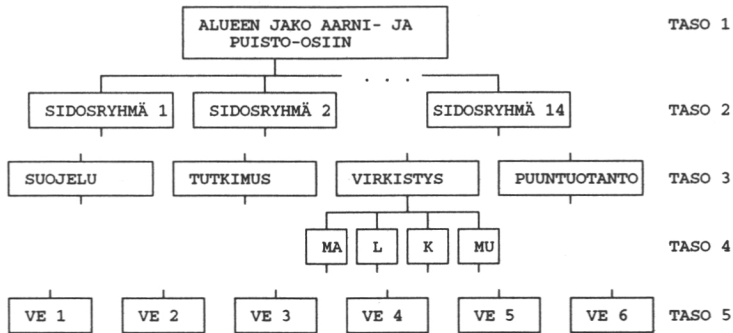 ALUEEN JAKO AARNI- JA
PUISTO-OSIIN
TASO 1
. . .
SIDOSRYHMÄ 1 SIDOSRYHMÄ 2 SIDOSRYHMÄ 14 TASO 2
SUOJELU TUTKIMUS VIRKISTYS PUUNTUOTANTO TASO 3
MA L K MU TASO 4
VE 1 VE 2 VE 3 VE 4 VE 5 VE 6 TASO 5